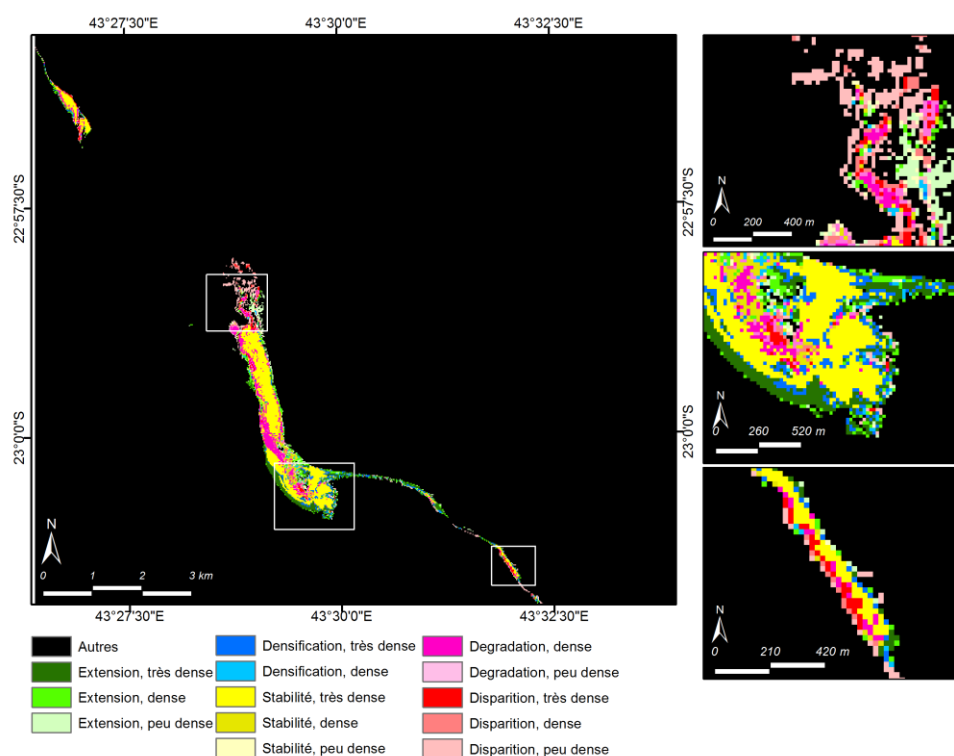 43°27'30"E 43°30'0"E 43°32'30"E
22°57'30"S
22°57'30"S
N
0 200 400 m
23°0'0"S
23°0'0"S
N
0 260 520 m
N
0 1 2 3 km
N
0 210 420 m
43°27'30"E 43°30'0"E 43°32'30"E
Autres
Extension, très dense
Extension, dense
Extension, peu dense
Densification, très dense
Densification, dense
Stabilité, très dense
Stabilité, dense
Stabilité, peu dense
Degradation, dense
Degradation, peu dense
Disparition, très dense
Disparition, dense
Disparition, peu dense